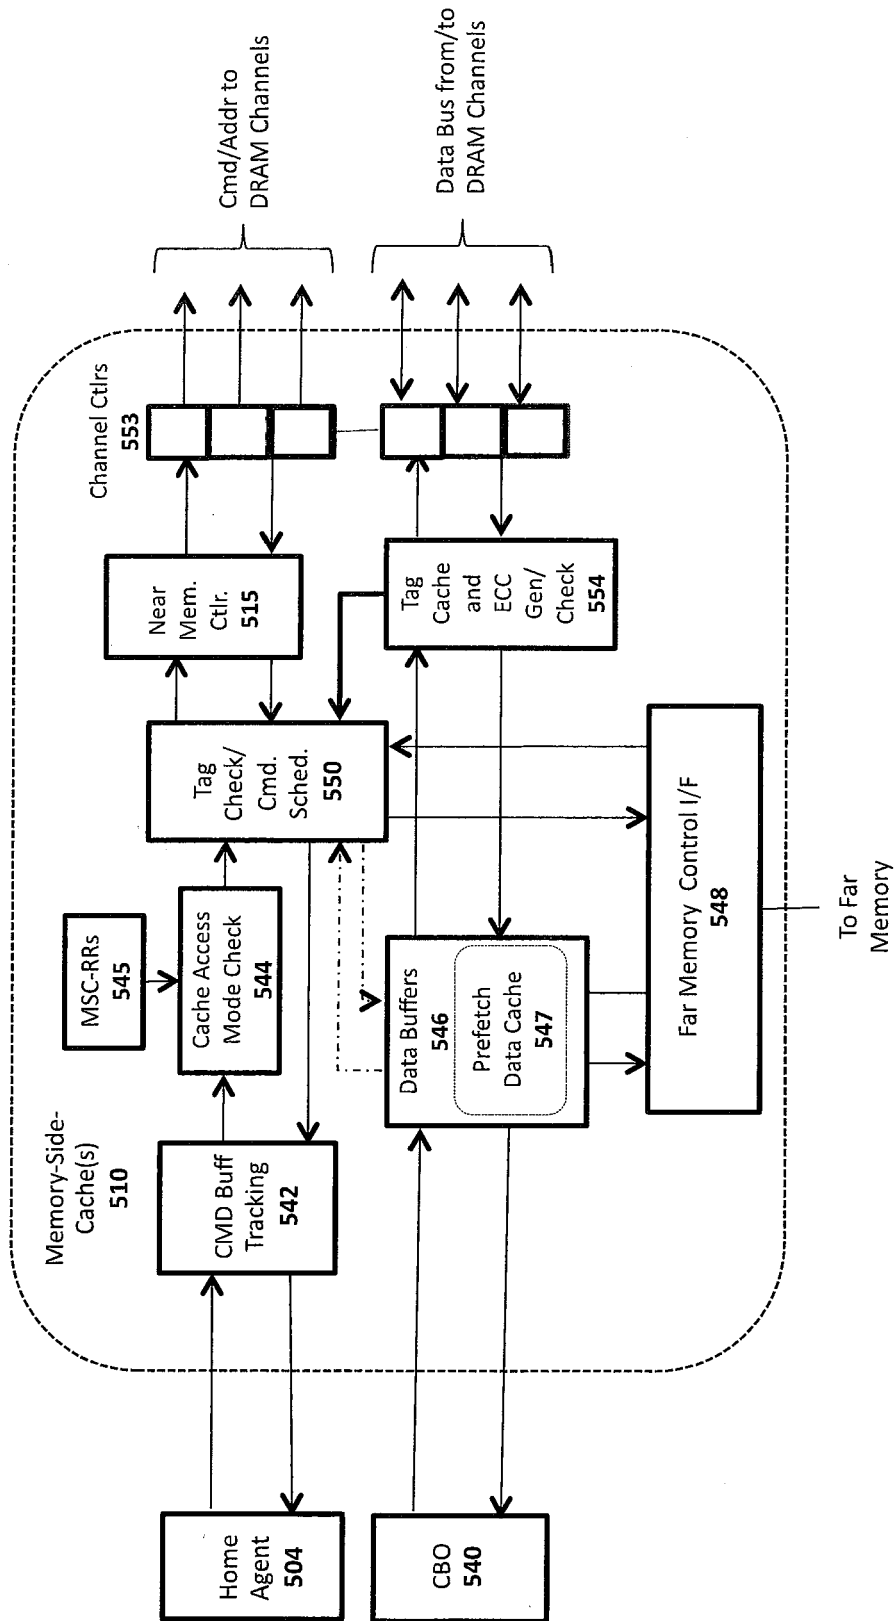 Memory-Side-
Cache(s)
510
Home
Agent
504
CBO
540
CMD Buff
Tracking
542
MSC-RRs
545
Cache Access
Mode Check
544
Tag
Check/
Cmd.
Sched.
550
Near
Mem.
Ctlr.
515
Channel Ctlrs
553
Cmd/Addr to
DRAM Channels
Data Bus from/to
DRAM Channels
Data Buffers
546
Prefetch
Data Cache
547
Tag
Cache
and
ECC
Gen/
Check
554
Far Memory Control I/F
548
To Far
Memory